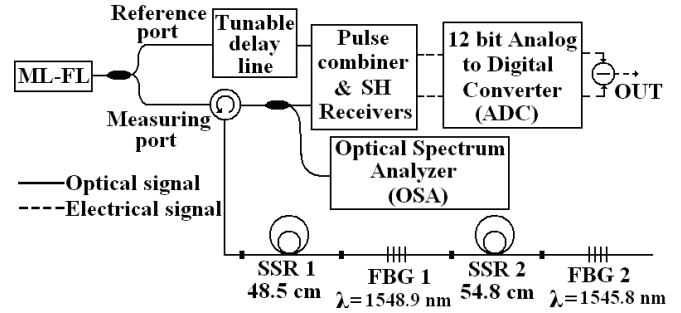 Reference
port
Tunable
delay
line
ML-FL
Measuring
port
Pulse
combiner
& SH
Receivers
12 bit Analog
to Digital
Converter
(ADC)
OUT
Optical Spectrum
Analyzer
(OSA)
Optical signal
Electrical signal
SSR 1
48.5 cm
FBG 1
λ=1548.9 nm
SSR 2
54.8 cm
FBG 2
λ=1545.8 nm